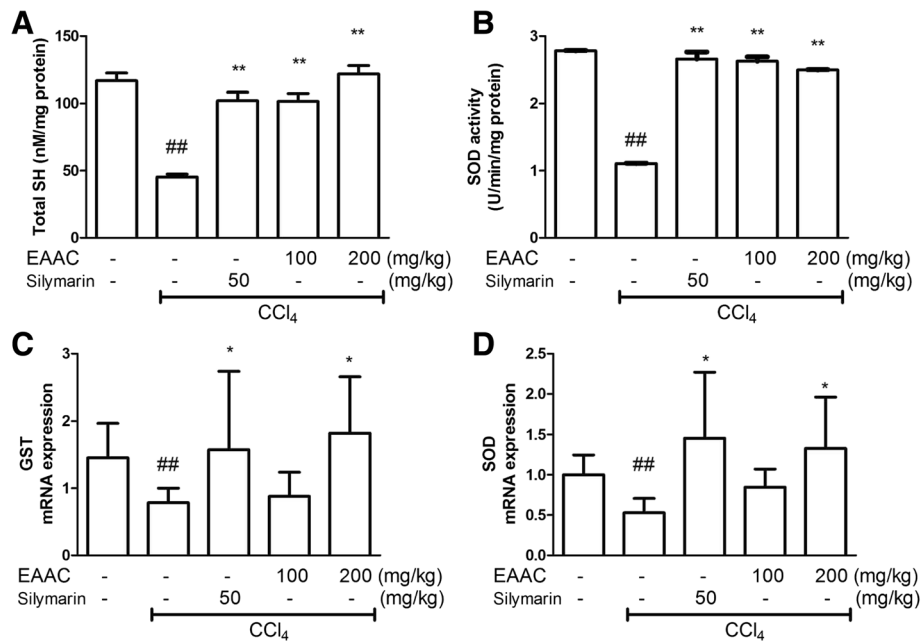 A
Total SH (nM/mg protein)
150
100
50
0
##
**
**
**
EAAC - - - 100 200 (mg/kg)
Silymarin - - 50 - - (mg/kg)
CCl₄
B
SOD activity
(U/min/mg protein)
3
2
1
0
##
**
**
**
- - - 100 200 (mg/kg)
- - 50 - - (mg/kg)
CCl₄
C
GST
mRNA expression
3
2
1
0
##
*
*
EAAC - - - 100 200 (mg/kg)
Silymarin - - 50 - - (mg/kg)
CCl₄
D
SOD
mRNA expression
2.5
2.0
1.5
1.0
0.5
0.0
##
*
*
EAAC - - - 100 200 (mg/kg)
Silymarin - - 50 - - (mg/kg)
CCl₄